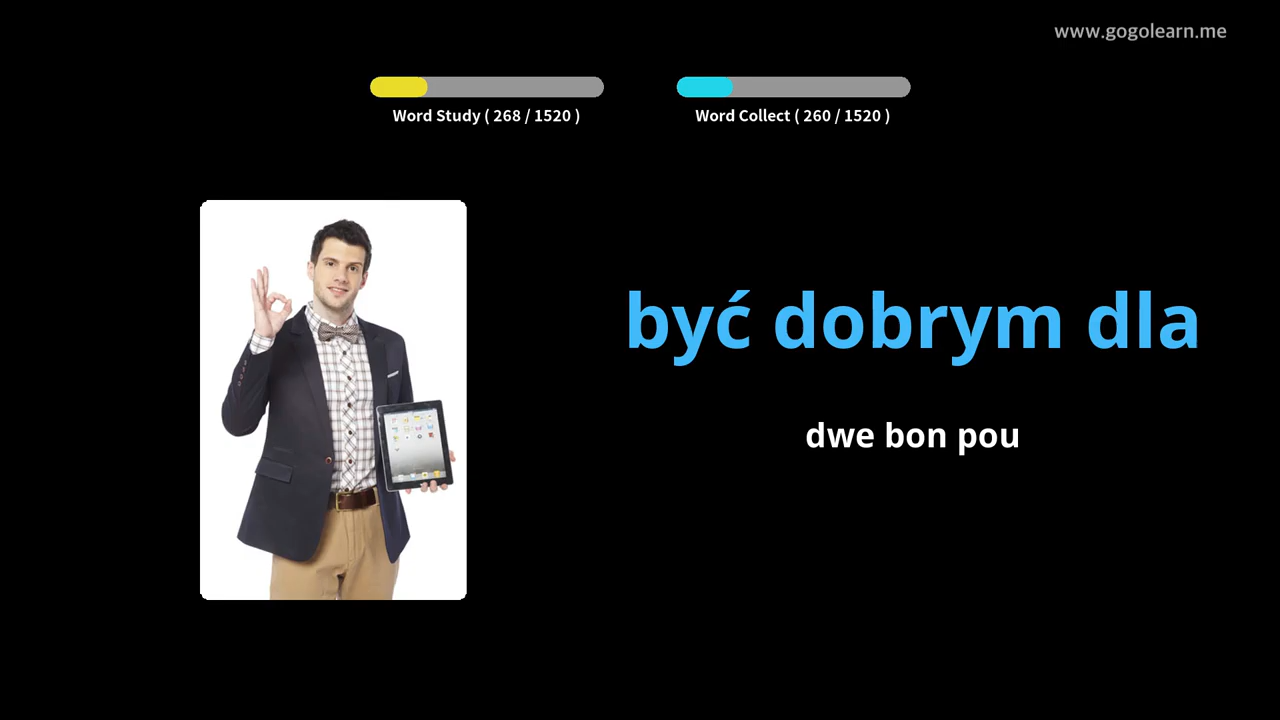 www.gogolearn.me
Word Study ( 268 / 1520 )
Word Collect ( 260 / 1520 )
być dobrym dla
dwe bon pou